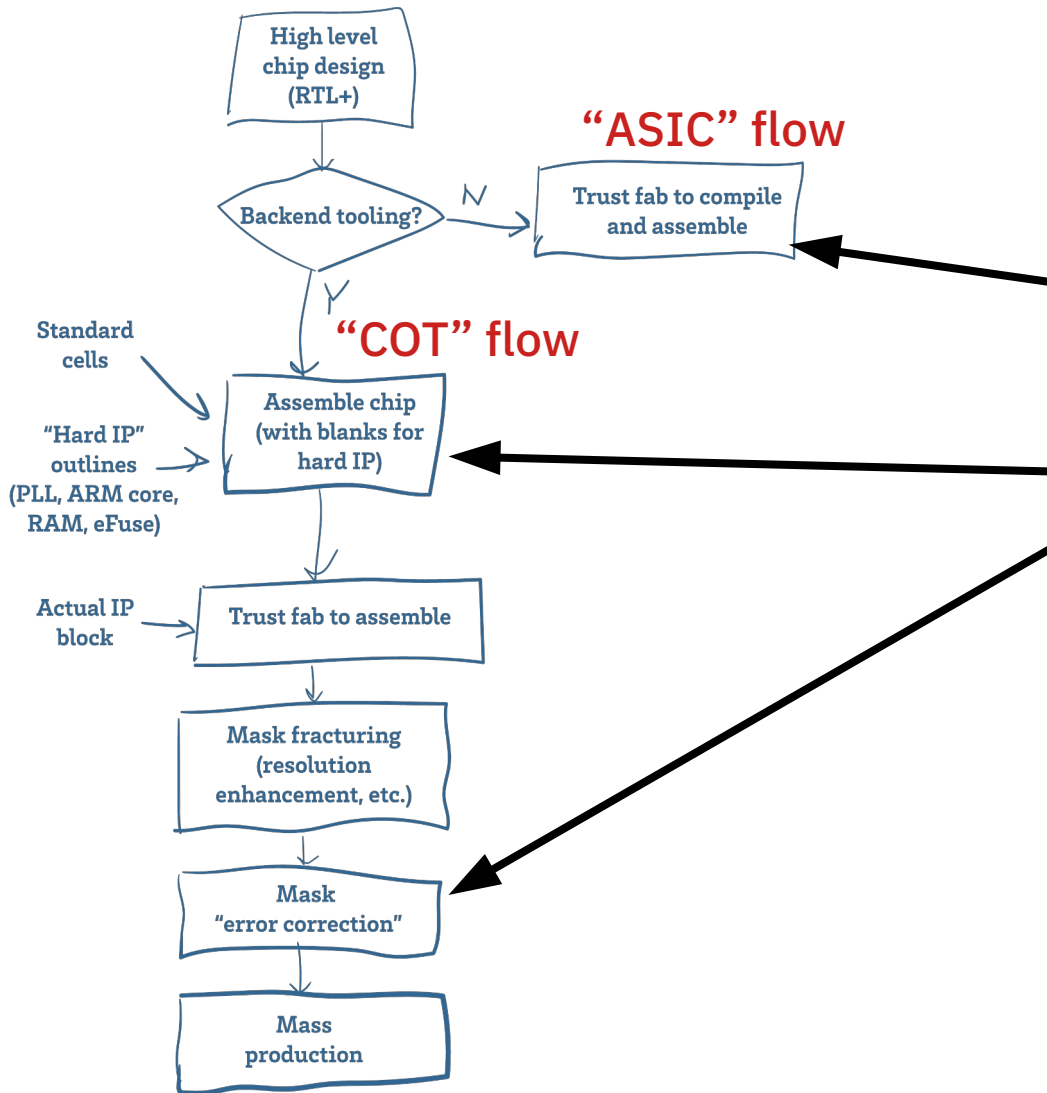 High level
chip design
(RTL+)
“ASIC” flow
Backend tooling?
N
Trust fab to compile
and assemble
Y
“COT” flow
Standard
cells
“Hard IP”
outlines
(PLL, ARM core,
RAM, eFuse)
Assemble chip
(with blanks for
hard IP)
Actual IP
block
Trust fab to assemble
Mask fracturing
(resolution
enhancement, etc.)
Mask
“error correction”
Mass
production